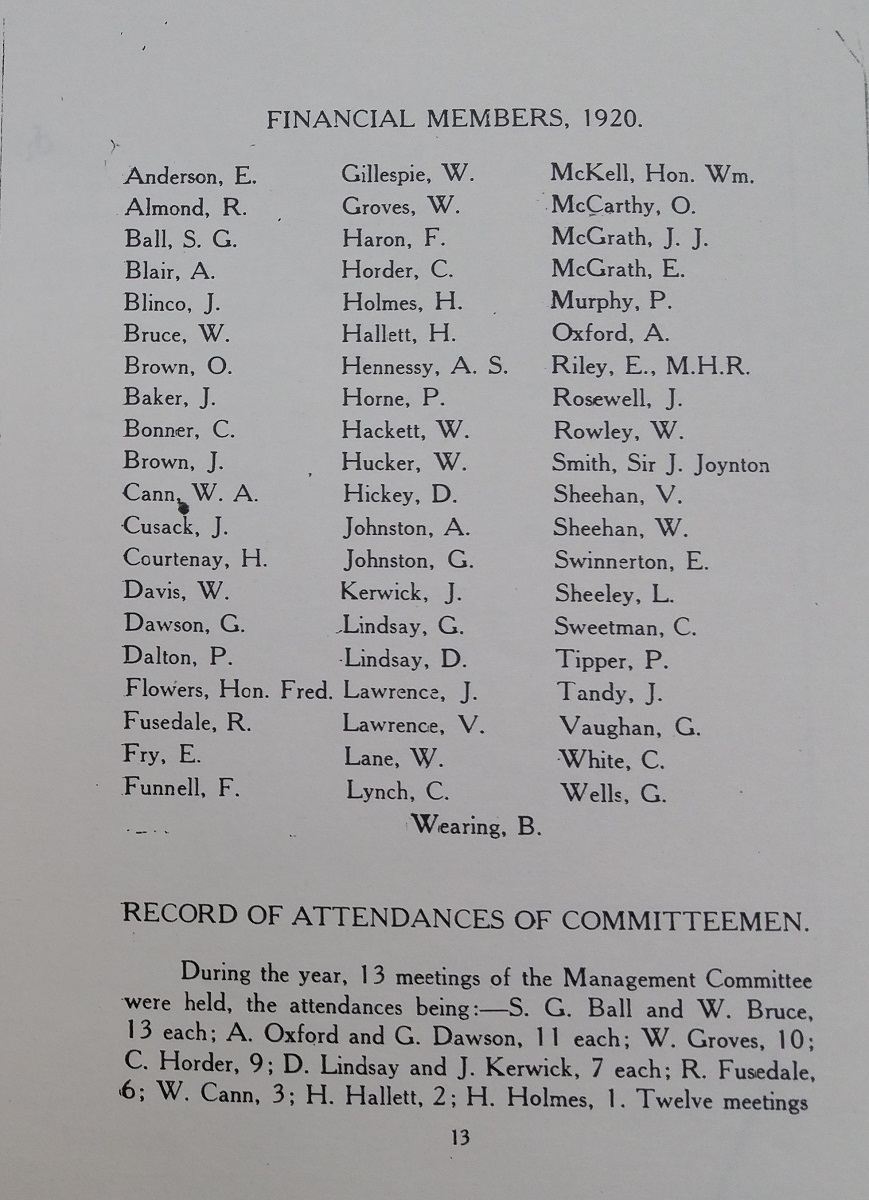 FINANCIAL MEMBERS, 1920.
Anderson, E.
Almond, R.
Ball, S. G.
Blair, A.
Blinco, J.
Bruce, W.
Brown, O.
Baker, J.
Bonner, C.
Brown, J.
Cann, W. A.
Cusack, J.
Courtenay, H.
Davis, W.
Dawson, G.
Dalton, P.
Flowers, Hon. Fred.
Fusedale, R.
Fry, E.
Funnell, F.
Gillespie, W.
Groves, W.
Haron, F.
Horder, C.
Holmes, H.
Hallett, H.
Hennessy, A. S.
Horne, P.
Hackett, W.
Hucker, W.
Hickey, D.
Johnston, A.
Johnston, G.
Kerwick, J.
Lindsay, G.
Lindsay, D.
Lawrence, J.
Lawrence, V.
Lane, W.
Lynch, C.
McKell, Hon. Wm.
McCarthy, O.
McGrath, J. J.
McGrath, E.
Murphy, P.
Oxford, A.
Riley, E., M.H.R.
Rosewell, J.
Rowley, W.
Smith, Sir J. Joynton
Sheehan, V.
Sheehan, W.
Swinnerton, E.
Sheeley, L.
Sweetman, C.
Tipper, P.
Tandy, J.
Vaughan, G.
White, C.
Wells, G.
Wearing, B.
RECORD OF ATTENDANCES OF COMMITTEEMEN.
During the year, 13 meetings of the Management Committee
were held, the attendances being:—S. G. Ball and W. Bruce,
13 each; A. Oxford and G. Dawson, 11 each; W. Groves, 10;
C. Horder, 9; D. Lindsay and J. Kerwick, 7 each; R. Fusedale,
6; W. Cann, 3; H. Hallett, 2; H. Holmes, 1. Twelve meetings
13